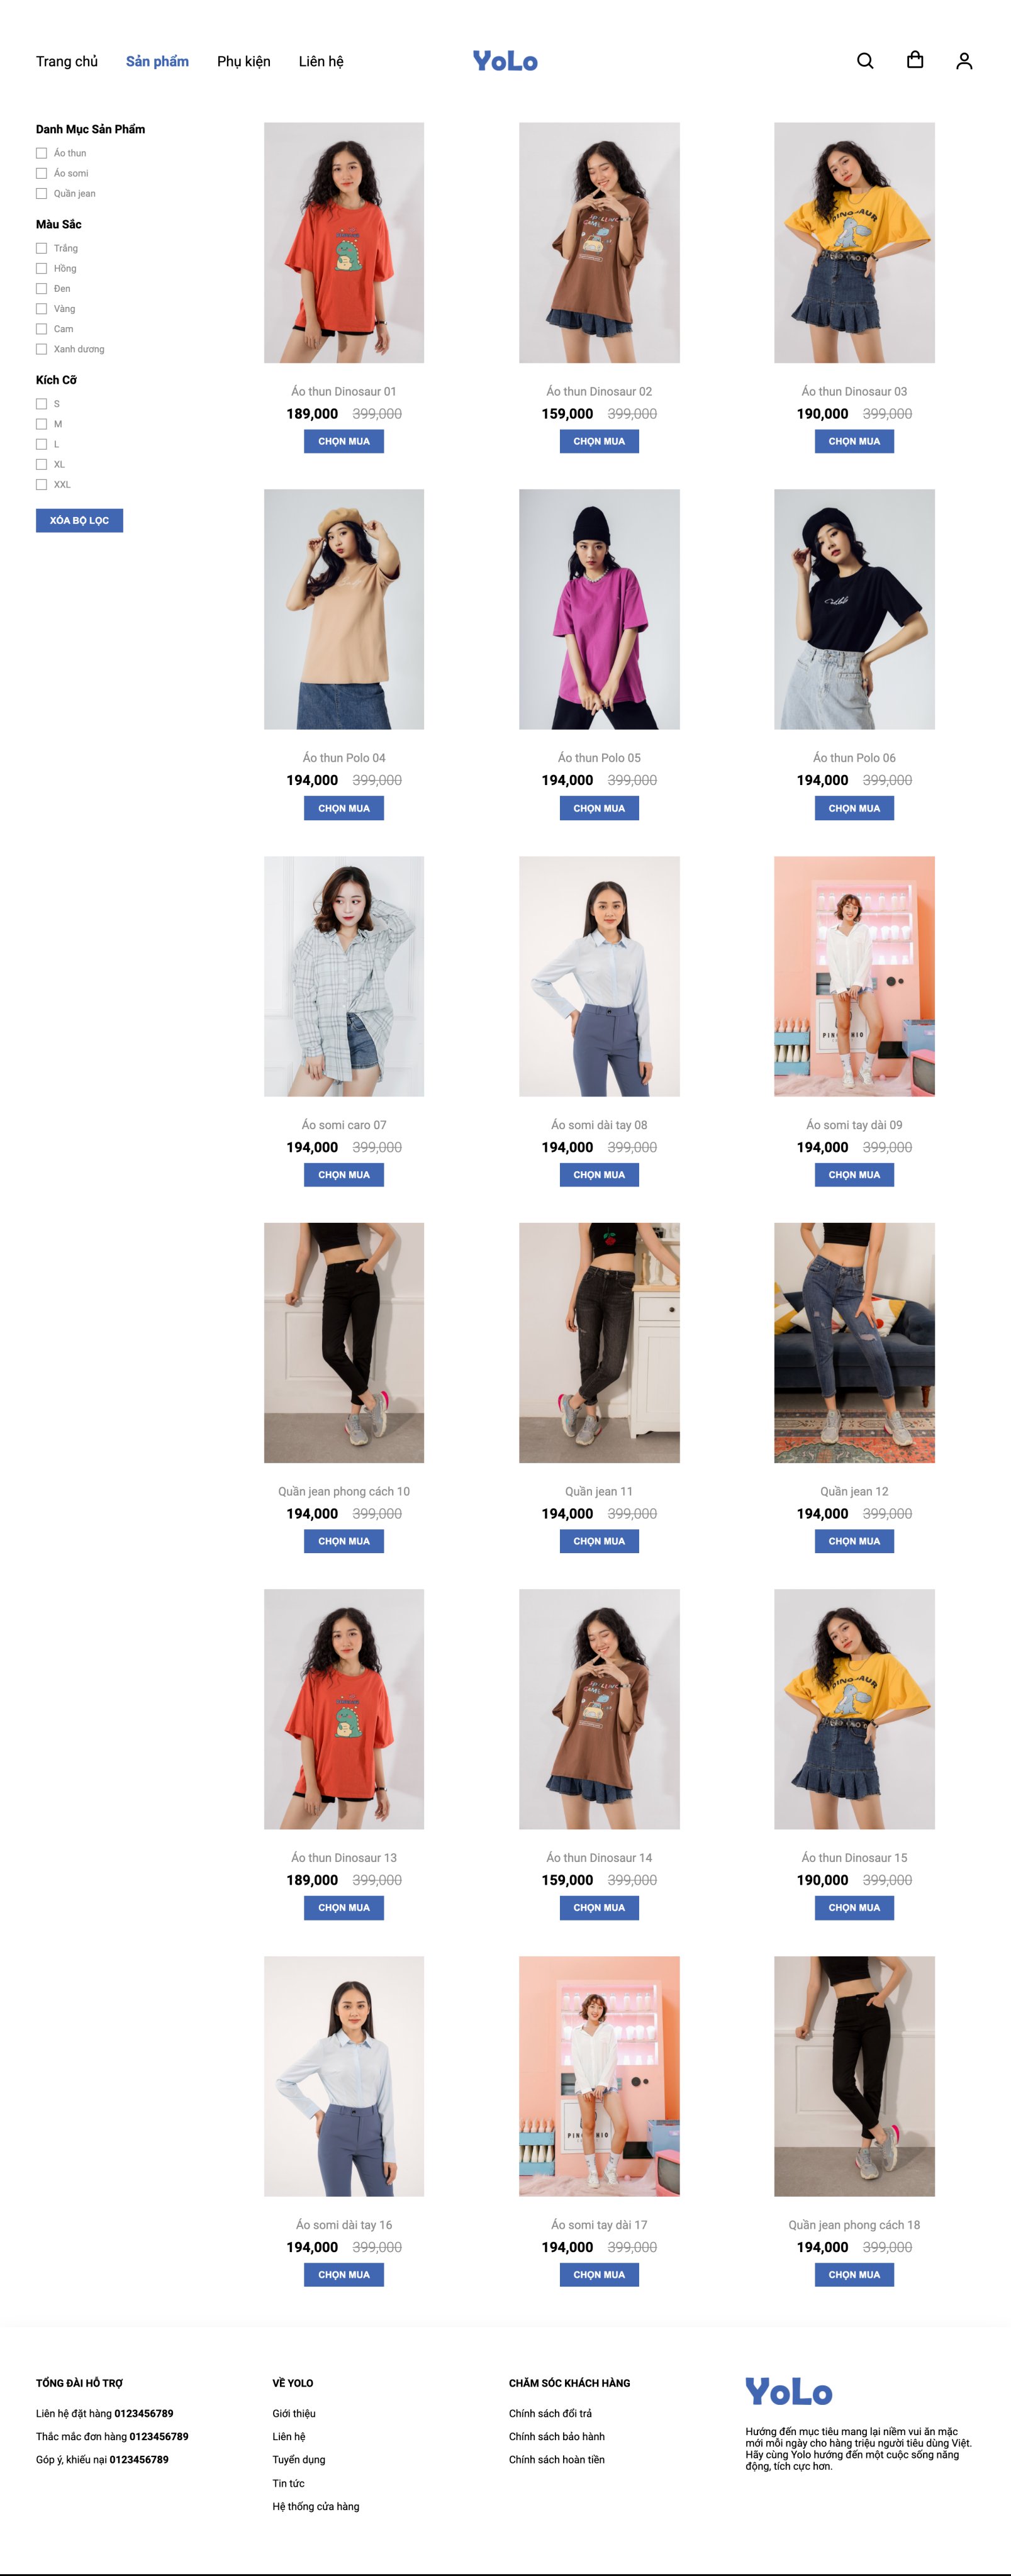 Trang chủ Sản phẩm Phụ kiện Liên hệ YoLo
Danh Mục Sản Phẩm
Áo thun
Áo somi
Quần jean
Màu Sắc
Trắng
Hồng
Đen
Vàng
Cam
Xanh dương
Kích Cỡ
S
M
L
XL
XXL
XÓA BỘ LỌC
Áo thun Dinosaur 01
189,000 399,000
CHỌN MUA
Áo thun Dinosaur 02
159,000 399,000
CHỌN MUA
Áo thun Dinosaur 03
190,000 399,000
CHỌN MUA
Áo thun Polo 04
194,000 399,000
CHỌN MUA
Áo thun Polo 05
194,000 399,000
CHỌN MUA
Áo thun Polo 06
194,000 399,000
CHỌN MUA
Áo somi caro 07
194,000 399,000
CHỌN MUA
Áo somi dài tay 08
194,000 399,000
CHỌN MUA
Áo somi tay dài 09
194,000 399,000
CHỌN MUA
Quần jean phong cách 10
194,000 399,000
CHỌN MUA
Quần jean 11
194,000 399,000
CHỌN MUA
Quần jean 12
194,000 399,000
CHỌN MUA
Áo thun Dinosaur 13
189,000 399,000
CHỌN MUA
Áo thun Dinosaur 14
159,000 399,000
CHỌN MUA
Áo thun Dinosaur 15
190,000 399,000
CHỌN MUA
Áo somi dài tay 16
194,000 399,000
CHỌN MUA
Áo somi tay dài 17
194,000 399,000
CHỌN MUA
Quần jean phong cách 18
194,000 399,000
CHỌN MUA
TỔNG ĐÀI HỖ TRỢ
Liên hệ đặt hàng 0123456789
Thắc mắc đơn hàng 0123456789
Góp ý, khiếu nại 0123456789
VỀ YOLO
Giới thiệu
Liên hệ
Tuyển dụng
Tin tức
Hệ thống cửa hàng
CHĂM SÓC KHÁCH HÀNG
Chính sách đổi trả
Chính sách bảo hành
Chính sách hoàn tiền
YoLo
Hướng đến mục tiêu mang lại niềm vui ăn mặc
mới mỗi ngày cho hàng triệu người tiêu dùng Việt.
Hãy cùng Yolo hướng đến một cuộc sống năng
động, tích cực hơn.